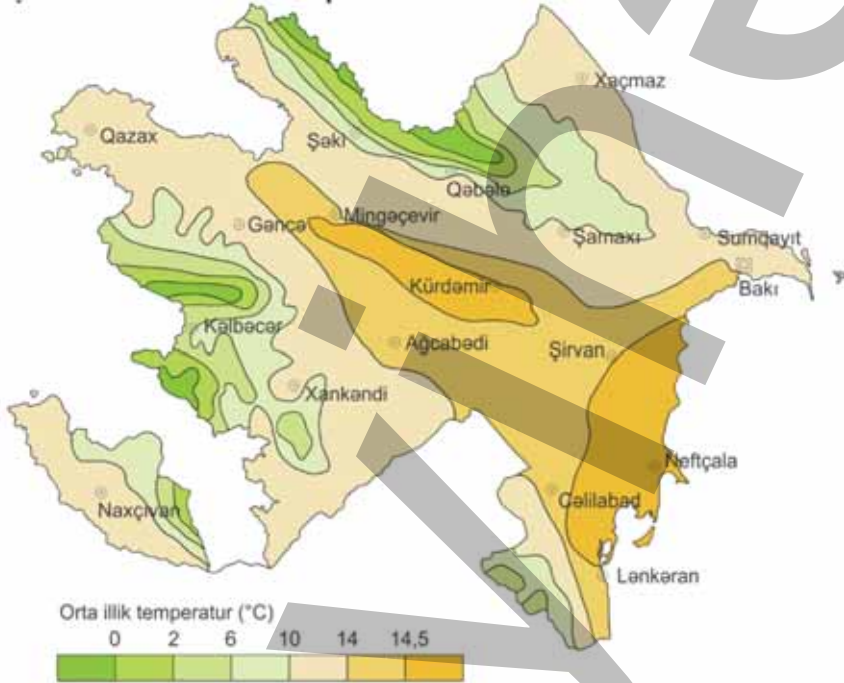 Xaçmaz
Qazax
Şəki
Qəbələ
Gəncə
Mingəçevir
Şamaxı
Sumqayıt
Bakı
Kürdəmir
Kəlbəcər
Ağcabədi
Şirvan
Xankəndi
Neftçala
Naxçıvan
Cəlilabad
Lənkəran
Orta illik temperatur (°C)
0 2 6 10 14 14,5